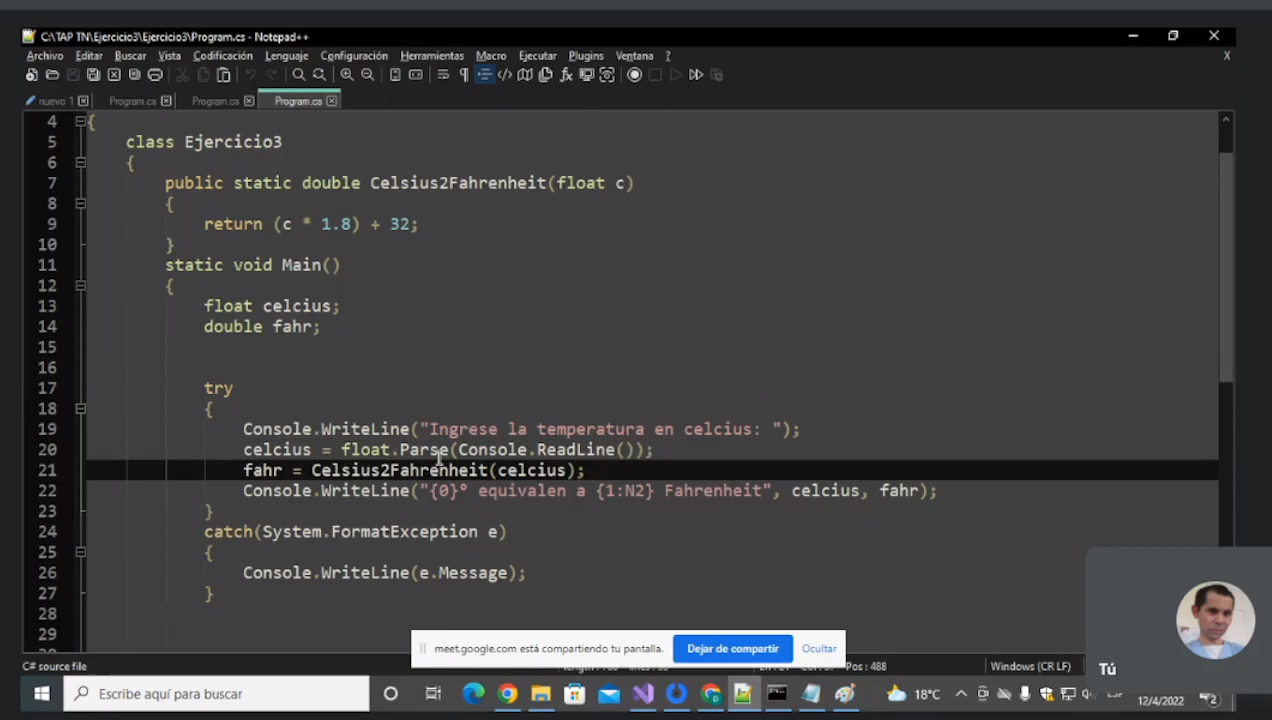 C:\TAP TN\Ejercicio3\Ejercicio3\Program.cs - Notepad++
Archivo Editar Buscar Vista Codificación Lenguaje Configuración Herramientas Macro Ejecutar Plugins Ventana ? X
nuevo 1 Program.cs Program.cs Program.cs
4 {
5 class Ejercicio3
6 {
7 public static double Celsius2Fahrenheit(float c)
8 {
9 return (c * 1.8) + 32;
10 }
11 static void Main()
12 {
13 float celcius;
14 double fahr;
15
16
17 try
18 {
19 Console.WriteLine("Ingrese la temperatura en celcius: ");
20 celcius = float.Parse(Console.ReadLine());
21 fahr = Celsius2Fahrenheit(celcius);
22 Console.WriteLine("{0}° equivalen a {1:N2} Fahrenheit", celcius, fahr);
23 }
24 catch(System.FormatException e)
25 {
26 Console.WriteLine(e.Message);
27 }
28
29
meet.google.com está compartiendo tu pantalla. Dejar de compartir Ocultar
Tú
C# source file Pos : 488 Windows (CR LF)
Escribe aquí para buscar 18°C 12/4/2022 2